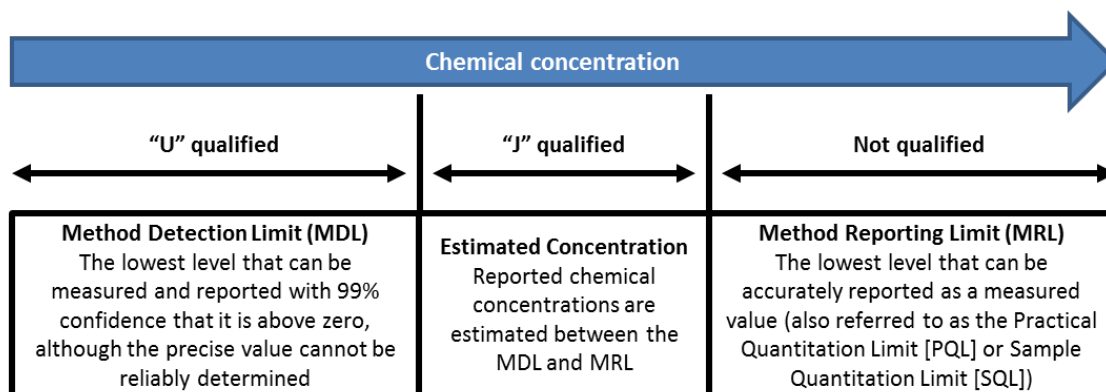 Chemical concentration
“U” qualified
“J” qualified
Not qualified
Method Detection Limit (MDL)
The lowest level that can be
measured and reported with 99%
confidence that it is above zero,
although the precise value cannot be
reliably determined
Estimated Concentration
Reported chemical
concentrations are
estimated between the
MDL and MRL
Method Reporting Limit (MRL)
The lowest level that can be
accurately reported as a measured
value (also referred to as the Practical
Quantitation Limit [PQL] or Sample
Quantitation Limit [SQL])